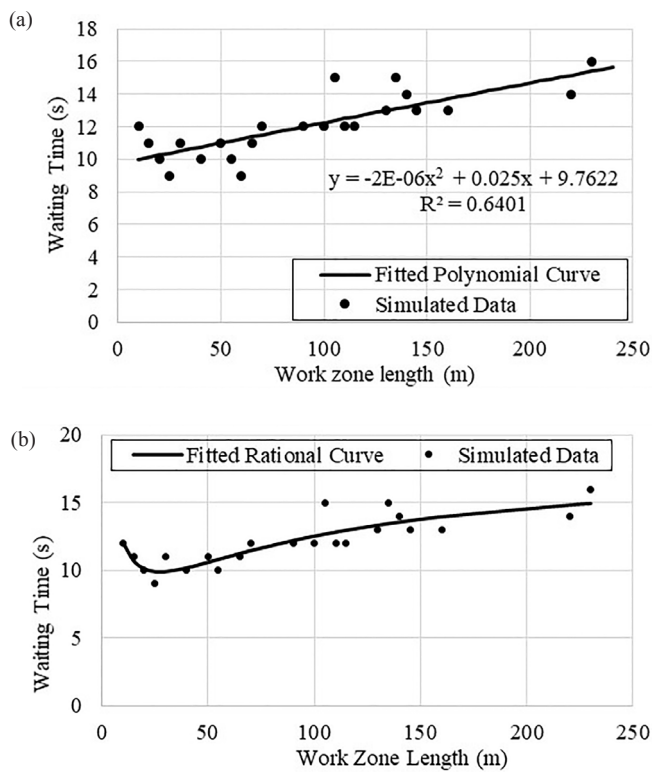 (a)
18
16
14
12
10
8
6
4
2
0
Waiting Time (s)
y = -2E-06x² + 0.025x + 9.7622
R² = 0.6401
Fitted Polynomial Curve
Simulated Data
0 50 100 150 200 250
Work zone length (m)
(b)
20
15
10
5
0
Waiting Time (s)
Fitted Rational Curve Simulated Data
0 50 100 150 200 250
Work Zone Length (m)